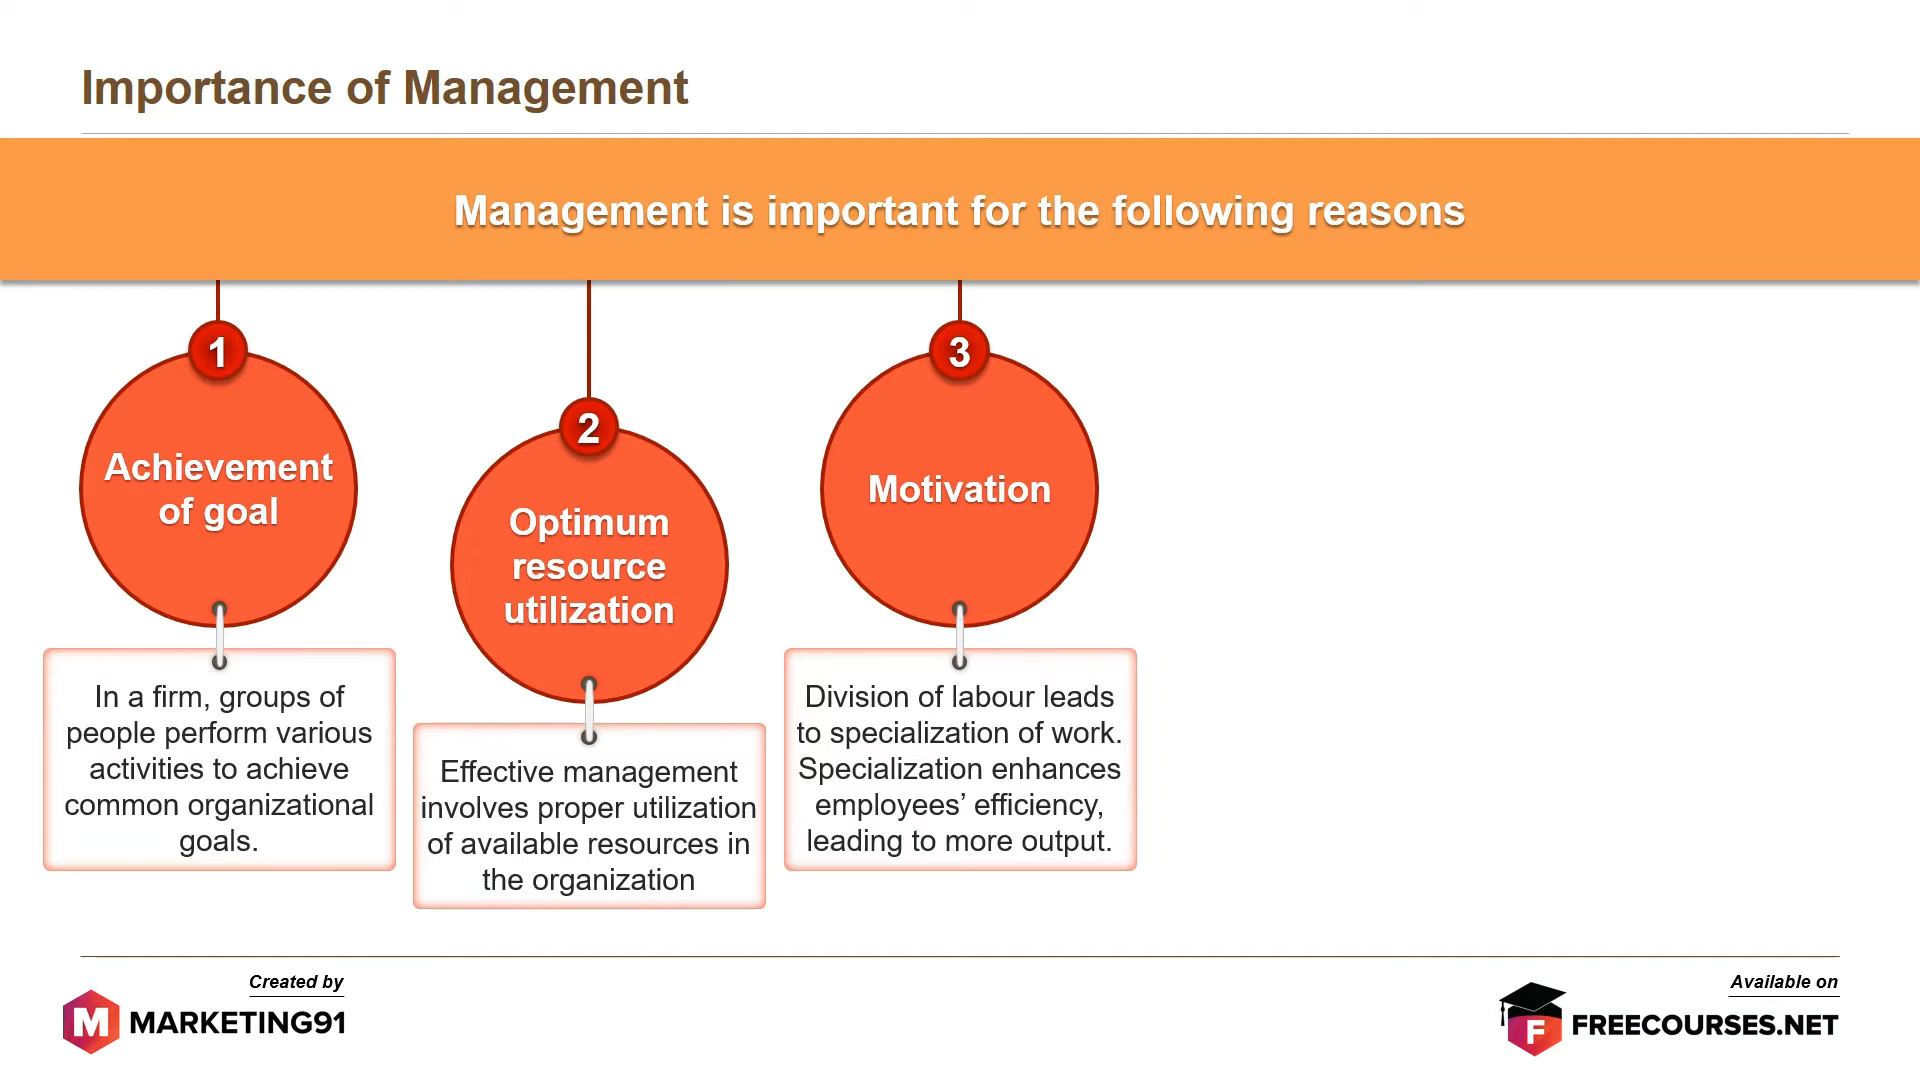 Importance of Management
Management is important for the following reasons
1
Achievement
of goal
In a firm, groups of
people perform various
activities to achieve
common organizational
goals.
2
Optimum
resource
utilization
Effective management
involves proper utilization
of available resources in
the organization
3
Motivation
Division of labour leads
to specialization of work.
Specialization enhances
employees’ efficiency,
leading to more output.
Created by
M MARKETING91
Available on
F FREECOURSES.NET